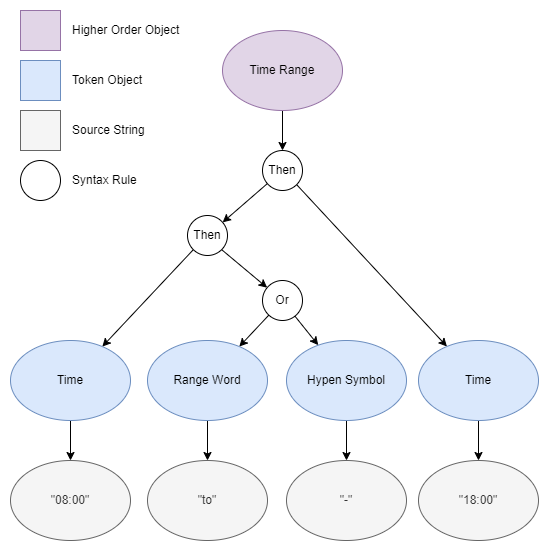 Higher Order Object
Token Object
Source String
Syntax Rule
Time Range
Then
Then
Or
Time
Range Word
Hypen Symbol
Time
"08:00"
"to"
"-"
"18:00"